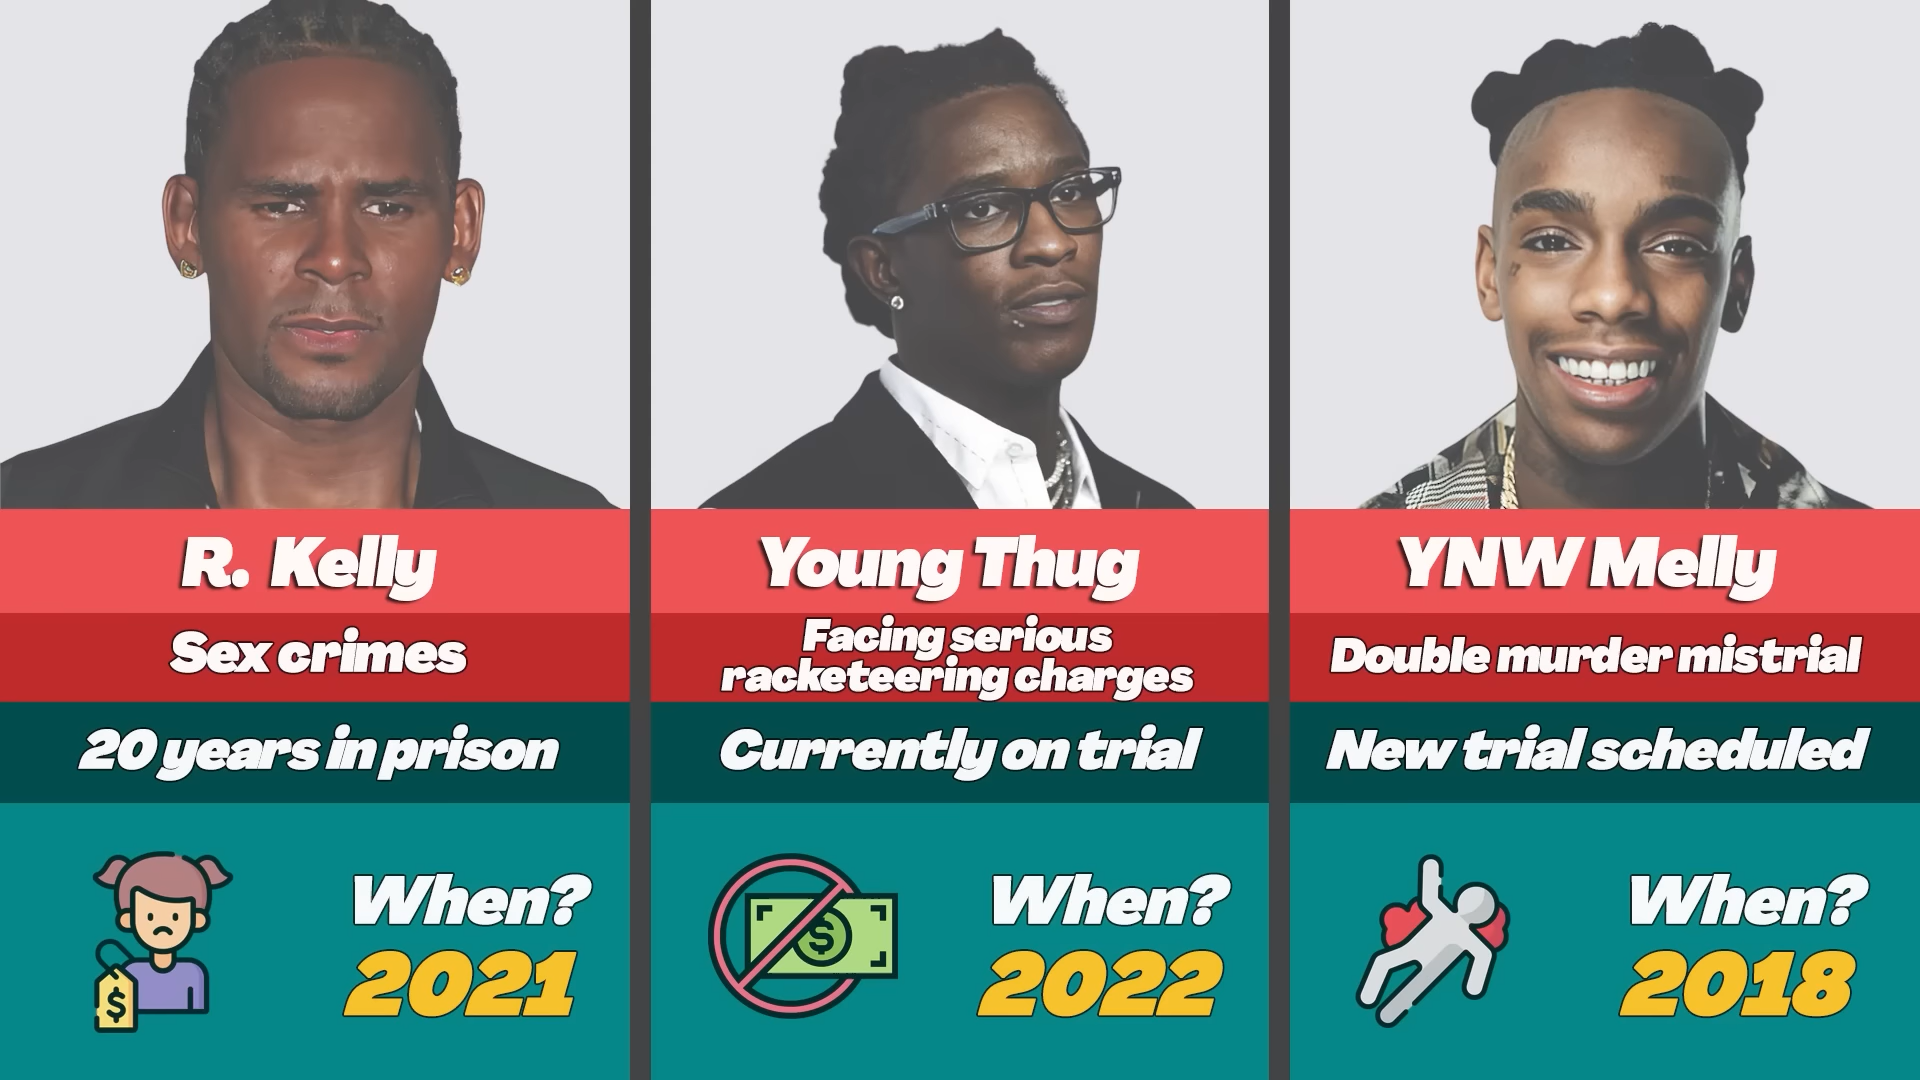 R. Kelly
Sex crimes
20 years in prison
When?
2021
$
Young Thug
Facing serious
racketeering charges
Currently on trial
$
When?
2022
YNW Melly
Double murder mistrial
New trial scheduled
When?
2018